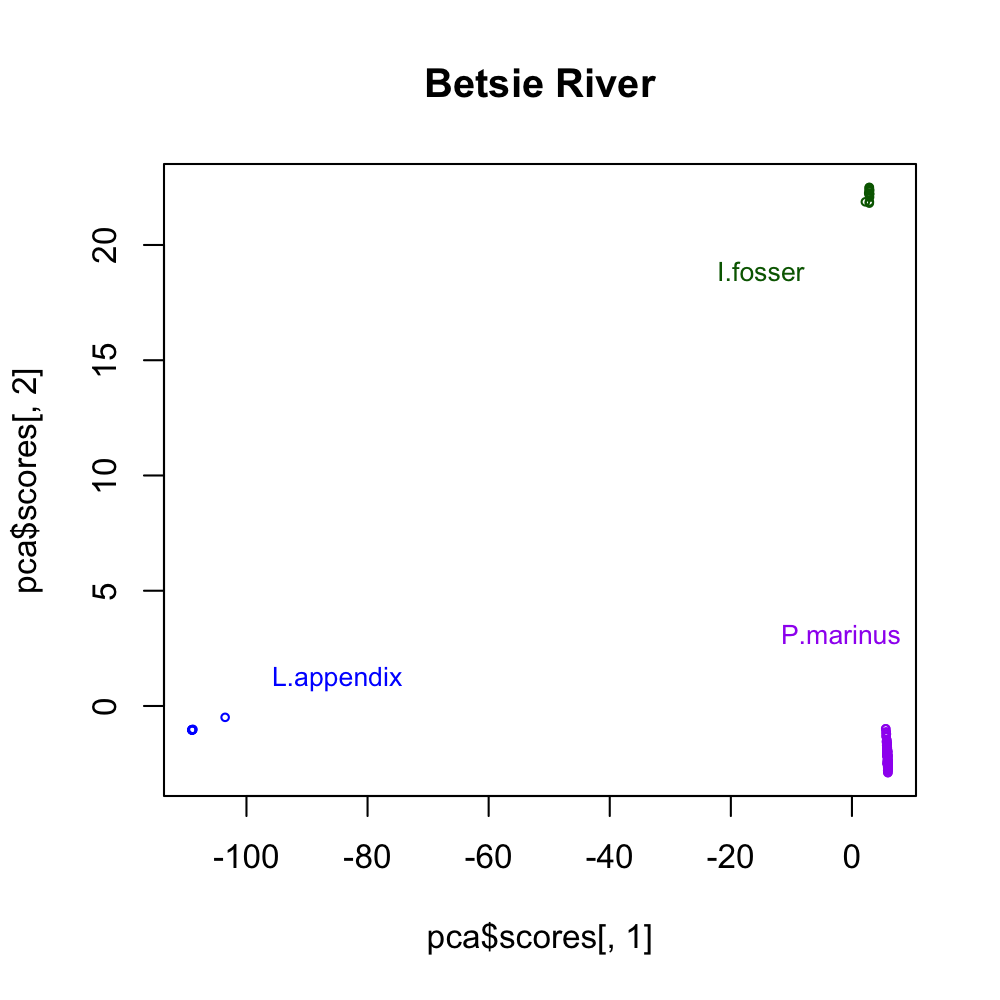 Betsie River
pca$scores[, 2]
20
15
10
5
0
I.fosser
P.marinus
L.appendix
-100 -80 -60 -40 -20 0
pca$scores[, 1]